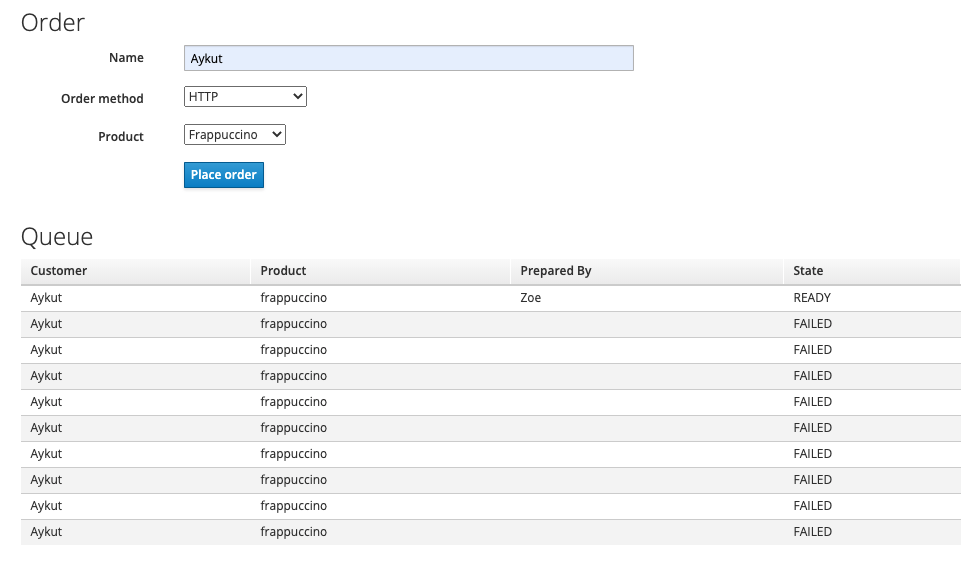 Order
Name Aykut
Order method HTTP
Product Frappuccino
Place order
Queue
Customer Product Prepared By State
Aykut frappuccino Zoe READY
Aykut frappuccino FAILED
Aykut frappuccino FAILED
Aykut frappuccino FAILED
Aykut frappuccino FAILED
Aykut frappuccino FAILED
Aykut frappuccino FAILED
Aykut frappuccino FAILED
Aykut frappuccino FAILED
Aykut frappuccino FAILED